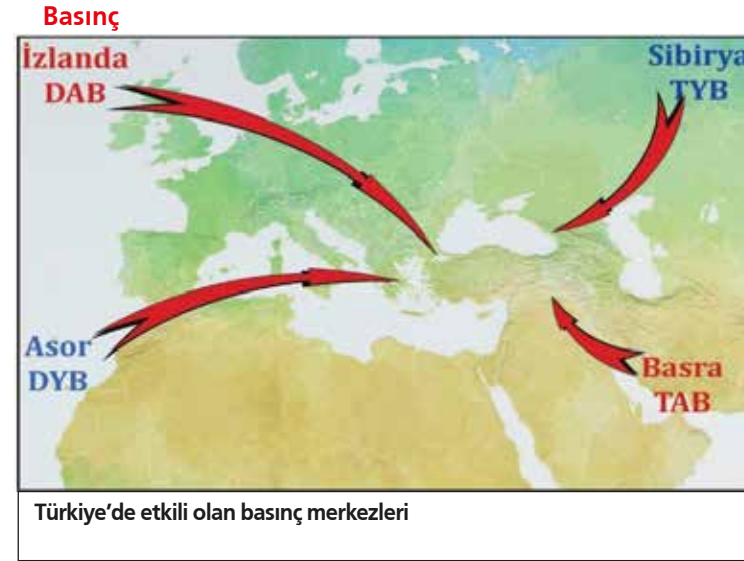 Basınç
İzlanda
DAB
Sibirya
TYB
Asor
DYB
Basra
TAB
Türkiye’de etkili olan basınç merkezleri